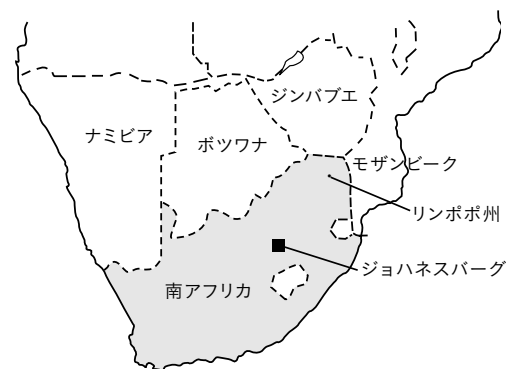 ジンバブエ
ナミビア
ボツワナ
モザンビーク
リンポポ州
ジョハネスバーグ
南アフリカ